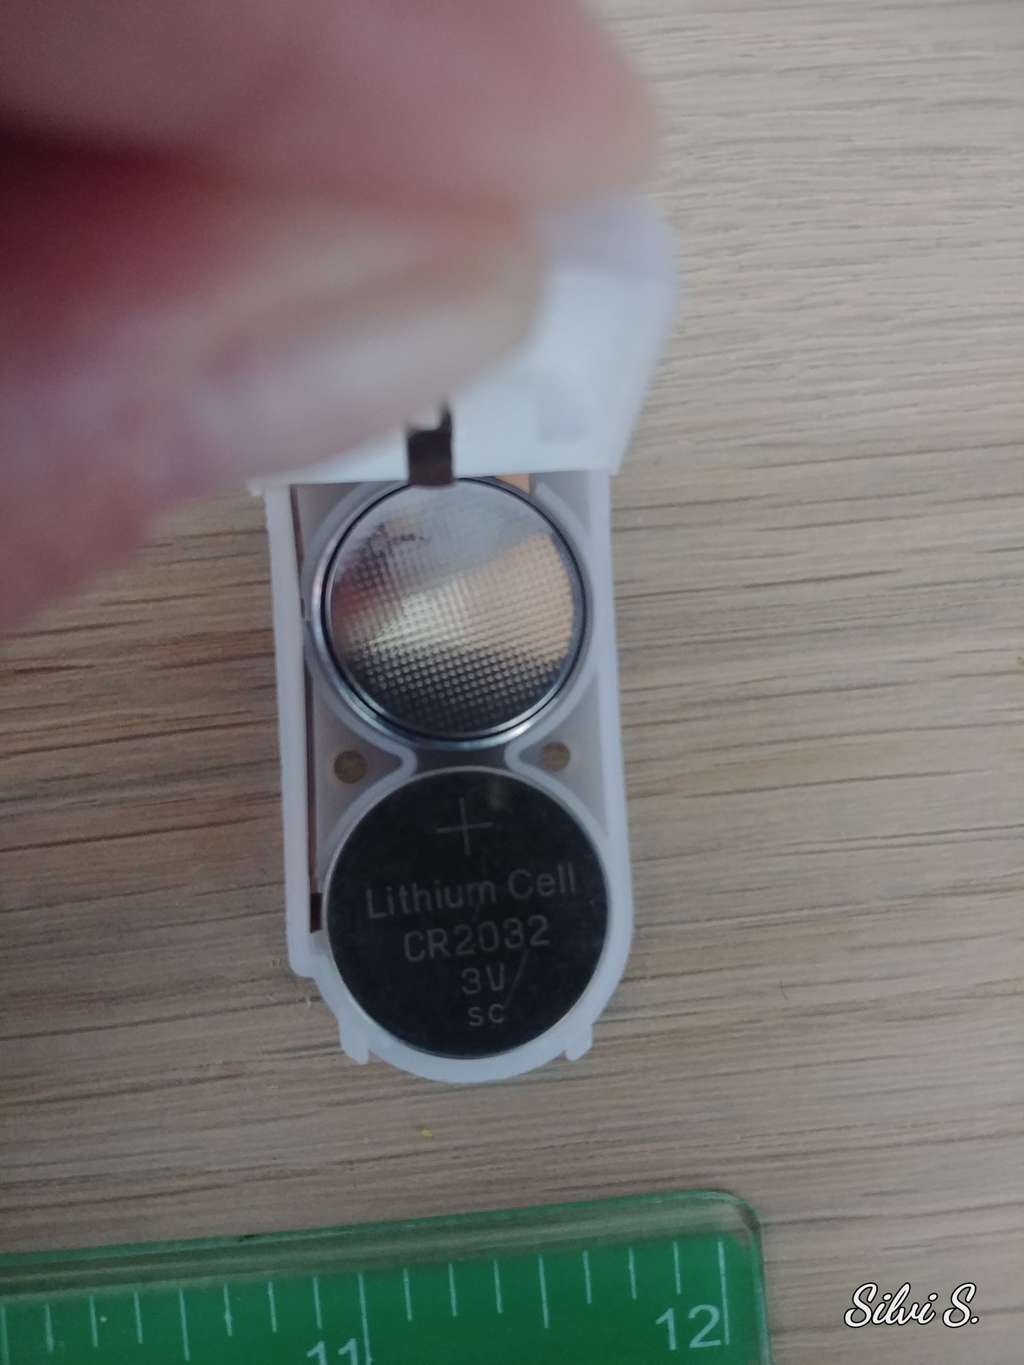 +
Lithium Cell
CR2032
3V
SC
11
12
Silvi S.